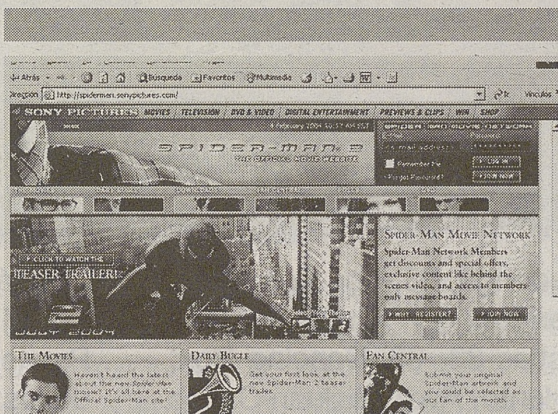 Atrás
Búsqueda Favoritos Multimedia
Dirección http://spiderman.sonypictures.com/ Ir Vínculos
SONY PICTURES MOVIES / TELEVISION / DVD & VIDEO / DIGITAL ENTERTAINMENT / PREVIEWS & CLIPS / WIN / SHOP
SPIDER-MAN 2
THE OFFICIAL MOVIE WEBSITE
Remember Me
LOG IN
Forgot Password?
JOIN NOW
CLICK TO WATCH THE
TEASER TRAILER!
JULY 2004
SPIDER-MAN MOVIE NETWORK
Spider-Man Network Members
get discounts and special offers,
exclusive content like behind the
scenes video, and access to members
only message boards.
WHY REGISTER? JOIN NOW
THE MOVIES
Haven't heard the latest
about the new Spider-Man
movie? It's all here at the
Official Spider-Man site!
DAILY BUGLE
Get your first look at the
new Spider-Man 2 teaser
trailer.
FAN CENTRAL
Submit your original
Spider-Man artwork and
you could be selected as
our fan of the month.